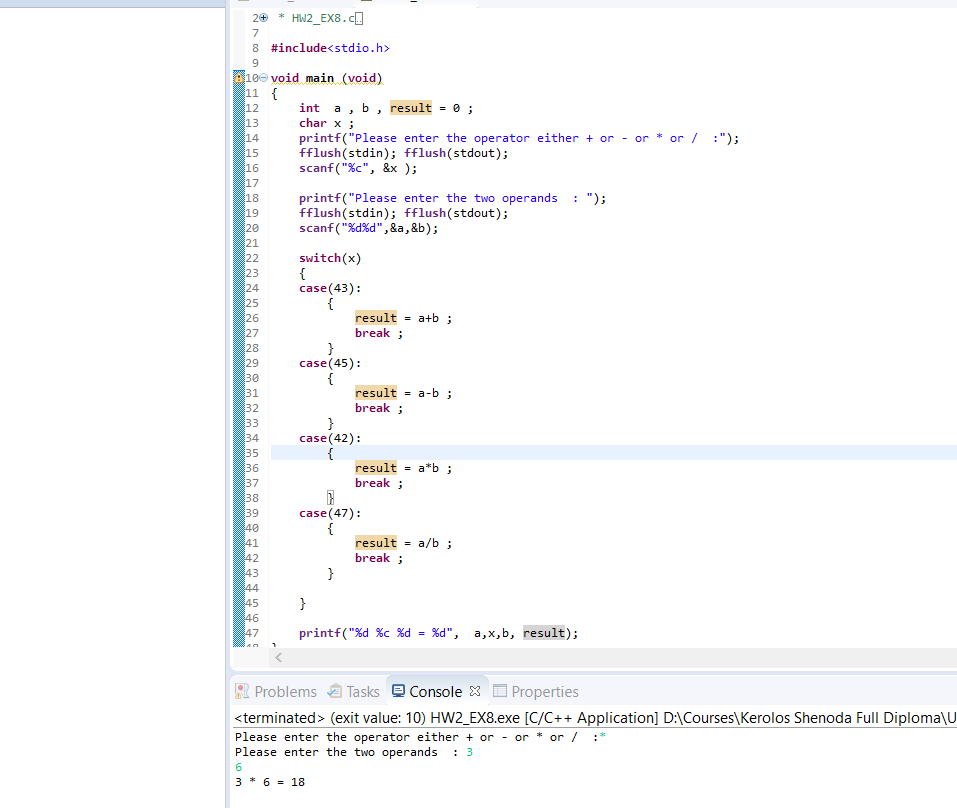 2 * HW2_EX8.c
7
8 #include<stdio.h>
9
10 void main (void)
11 {
12 int a , b , result = 0 ;
13 char x ;
14 printf("Please enter the operator either + or - or * or / :");
15 fflush(stdin); fflush(stdout);
16 scanf("%c", &x );
17
18 printf("Please enter the two operands : ");
19 fflush(stdin); fflush(stdout);
20 scanf("%d%d",&a,&b);
21
22 switch(x)
23 {
24 case(43):
25 {
26 result = a+b ;
27 break ;
28 }
29 case(45):
30 {
31 result = a-b ;
32 break ;
33 }
34 case(42):
35 {
36 result = a*b ;
37 break ;
38 }
39 case(47):
40 {
41 result = a/b ;
42 break ;
43 }
44
45 }
46
47 printf("%d %c %d = %d", a,x,b, result);
Problems Tasks Console Properties
<terminated> (exit value: 10) HW2_EX8.exe [C/C++ Application] D:\Courses\Kerolos Shenoda Full Diploma\U
Please enter the operator either + or - or * or / :*
Please enter the two operands : 3
6
3 * 6 = 18